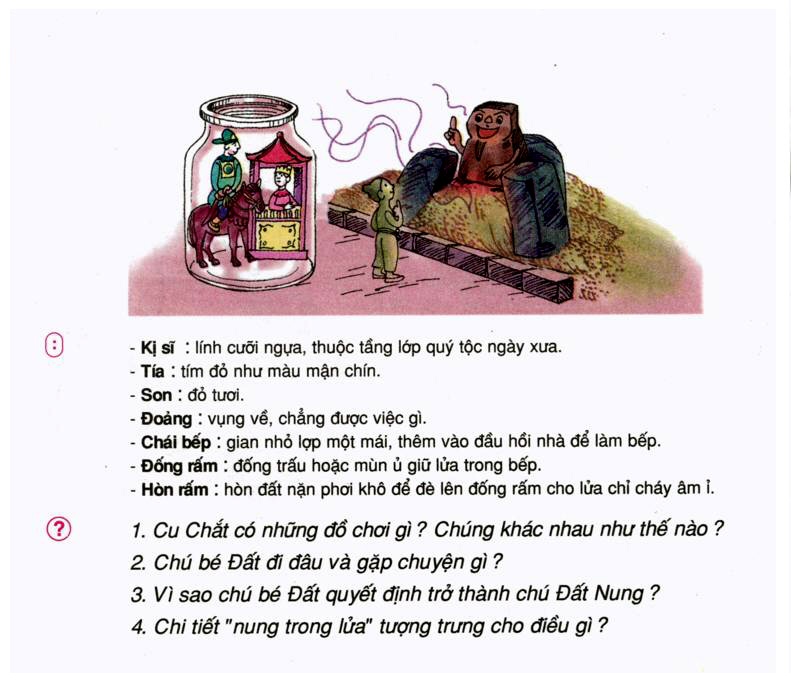 :
- Kị sĩ : lính cưỡi ngựa, thuộc tầng lớp quý tộc ngày xưa.
- Tía : tím đỏ như màu mận chín.
- Son : đỏ tươi.
- Đoảng : vụng về, chẳng được việc gì.
- Chái bếp : gian nhỏ lợp một mái, thêm vào đầu hồi nhà để làm bếp.
- Đống rấm : đống trấu hoặc mùn ủ giữ lửa trong bếp.
- Hòn rấm : hòn đất nặn phơi khô để đè lên đống rấm cho lửa chỉ cháy âm ỉ.
?
1. Cu Chắt có những đồ chơi gì ? Chúng khác nhau như thế nào ?
2. Chú bé Đất đi đâu và gặp chuyện gì ?
3. Vì sao chú bé Đất quyết định trở thành chú Đất Nung ?
4. Chi tiết "nung trong lửa" tượng trưng cho điều gì ?